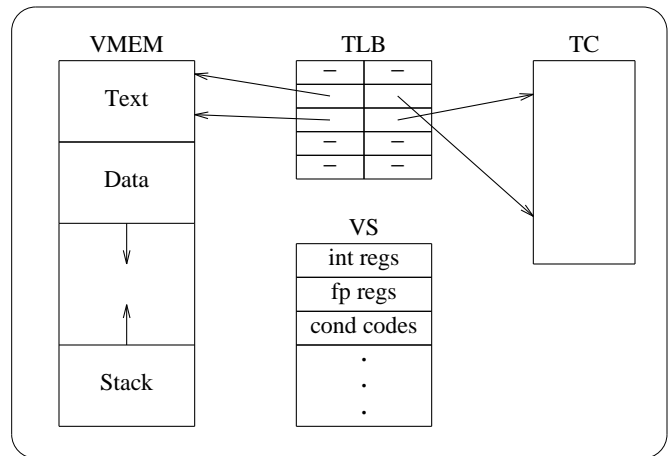 VMEM
TLB
TC
Text
– –
– –
– –
Data
VS
int regs
fp regs
cond codes
.
.
.
Stack